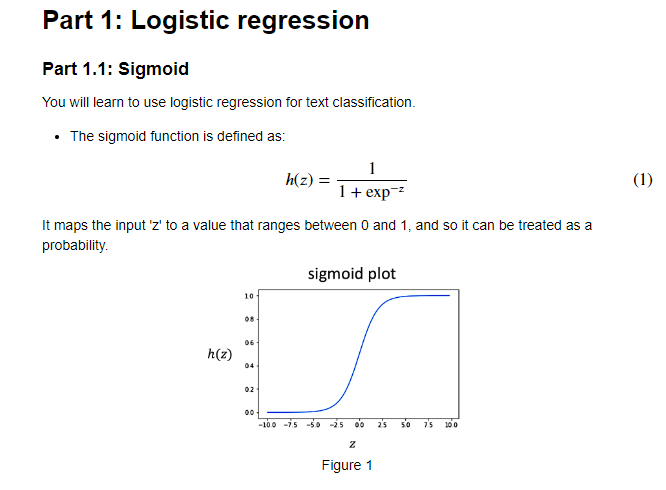 Part 1: Logistic regression
Part 1.1: Sigmoid
You will learn to use logistic regression for text classification.
• The sigmoid function is defined as:
h(z) = 1 / (1 + exp⁻ᶻ) (1)
It maps the input 'z' to a value that ranges between 0 and 1, and so it can be treated as a
probability.
sigmoid plot
1.0
0.8
0.6
h(z)
0.4
0.2
0.0
−10.0 −7.5 −5.0 −2.5 0.0 2.5 5.0 7.5 10.0
z
Figure 1